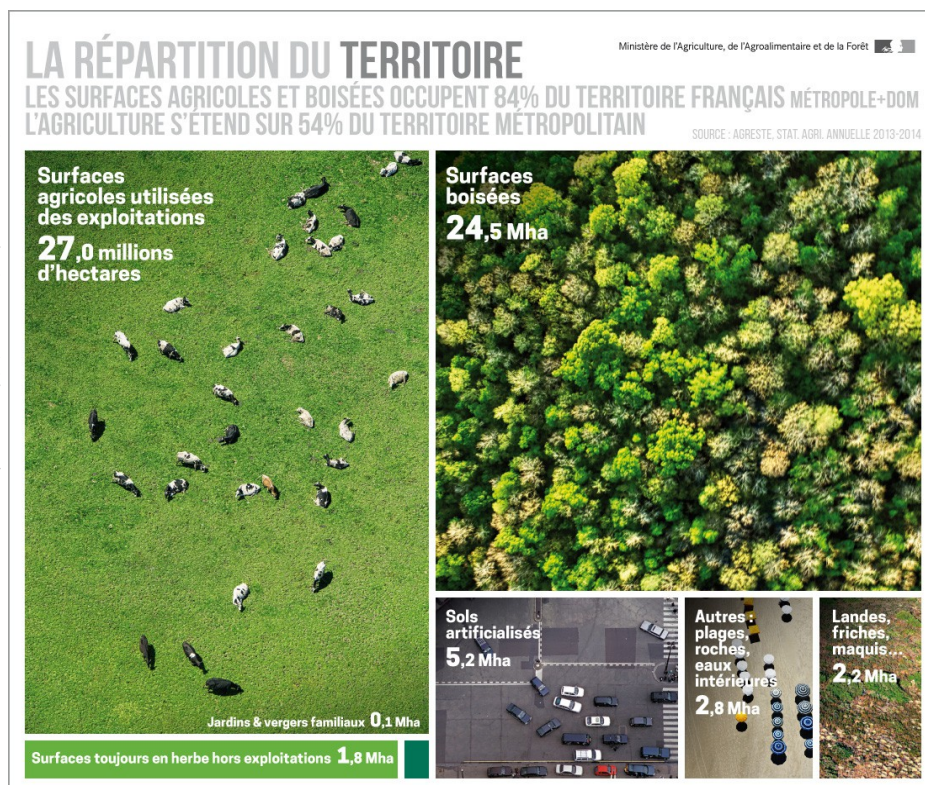 LA RÉPARTITION DU TERRITOIRE
Ministère de l'Agriculture, de l'Agroalimentaire et de la Forêt
LES SURFACES AGRICOLES ET BOISÉES OCCUPENT 84% DU TERRITOIRE FRANÇAIS MÉTROPOLE+DOM
L'AGRICULTURE S'ÉTEND SUR 54% DU TERRITOIRE MÉTROPOLITAIN
SOURCE : AGRESTE, STAT. AGRI. ANNUELLE 2013-2014
Surfaces
agricoles utilisées
des exploitations
27,0 millions
d'hectares
Jardins & vergers familiaux 0,1 Mha
Surfaces toujours en herbe hors exploitations 1,8 Mha
Surfaces
boisées
24,5 Mha
Sols
artificialisés
5,2 Mha
Autres :
plages,
roches,
eaux
intérieures
2,8 Mha
Landes,
friches,
maquis...
2,2 Mha